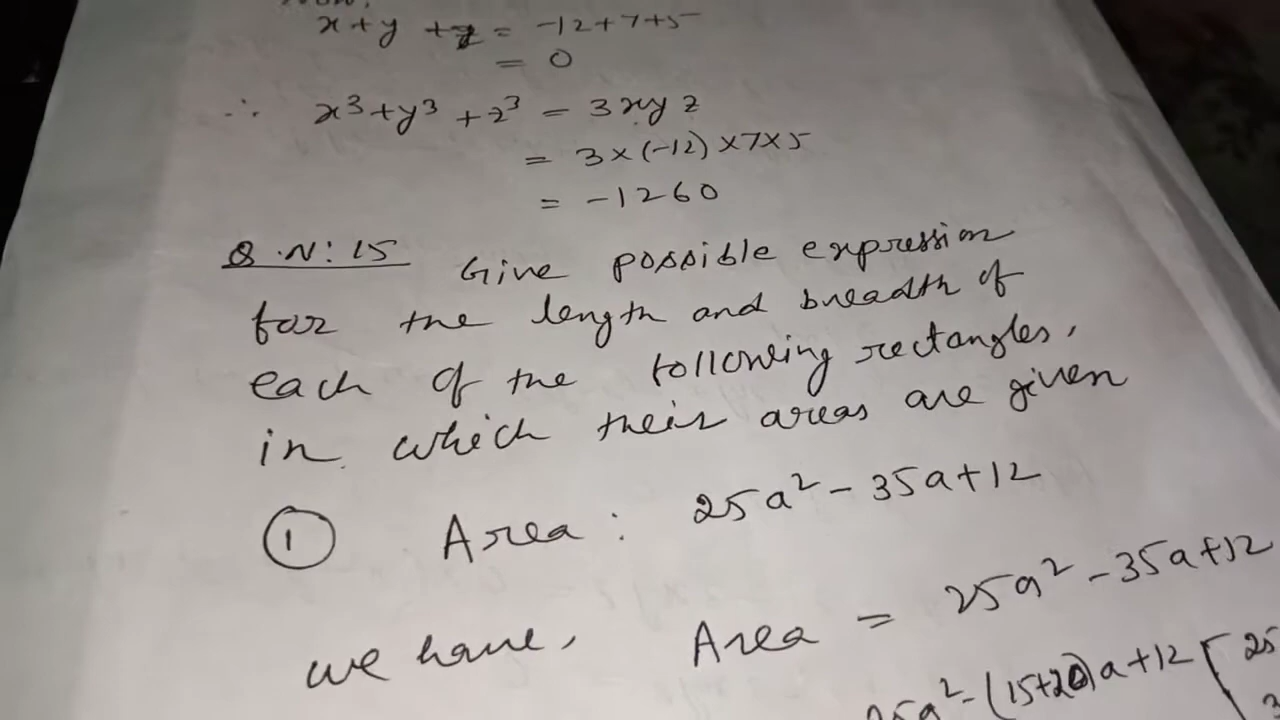 x + y + z = -12 + 7 + 5
= 0
∴ x³ + y³ + z³ = 3xyz
= 3 × (-12) × 7 × 5
= -1260
Q.N: 15 Give possible expression
for the length and breadth of
each of the following rectangles,
in which their areas are given
① Area : 25a² - 35a + 12
we have, Area = 25a² - 35a + 12
25a² - (15+20)a + 12 [ 25